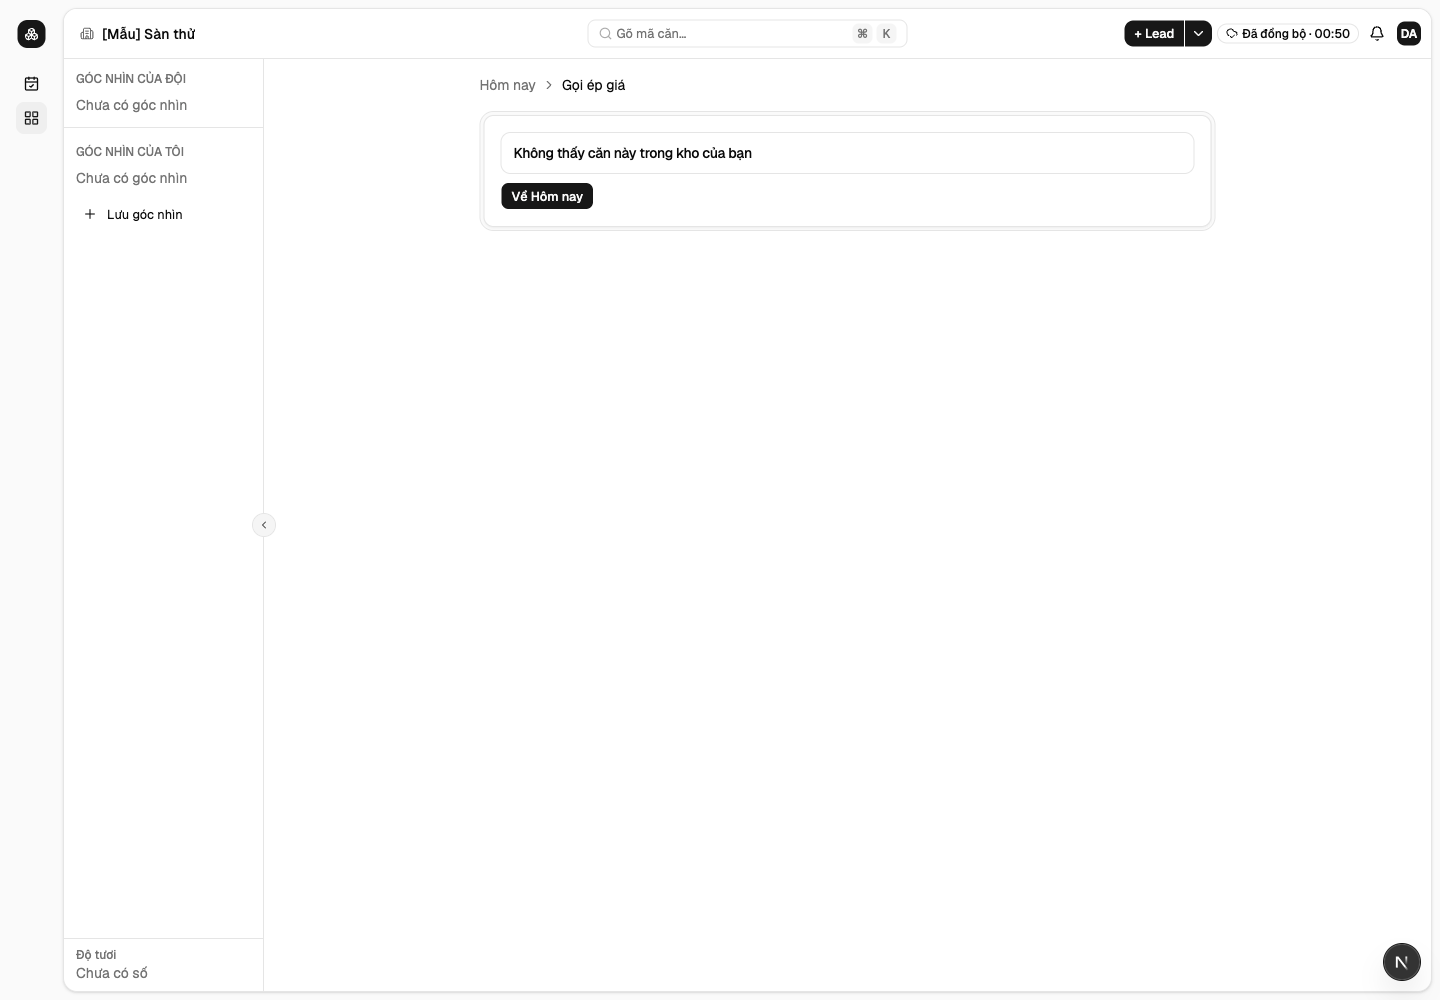 [Mẫu] Sàn thử
Gõ mã căn...
⌘ K
+ Lead
Đã đồng bộ · 00:50
DA
GÓC NHÌN CỦA ĐỘI
Chưa có góc nhìn
GÓC NHÌN CỦA TÔI
Chưa có góc nhìn
Lưu góc nhìn
Hôm nay > Gọi ép giá
Không thấy căn này trong kho của bạn
Về Hôm nay
Độ tươi
Chưa có số
N